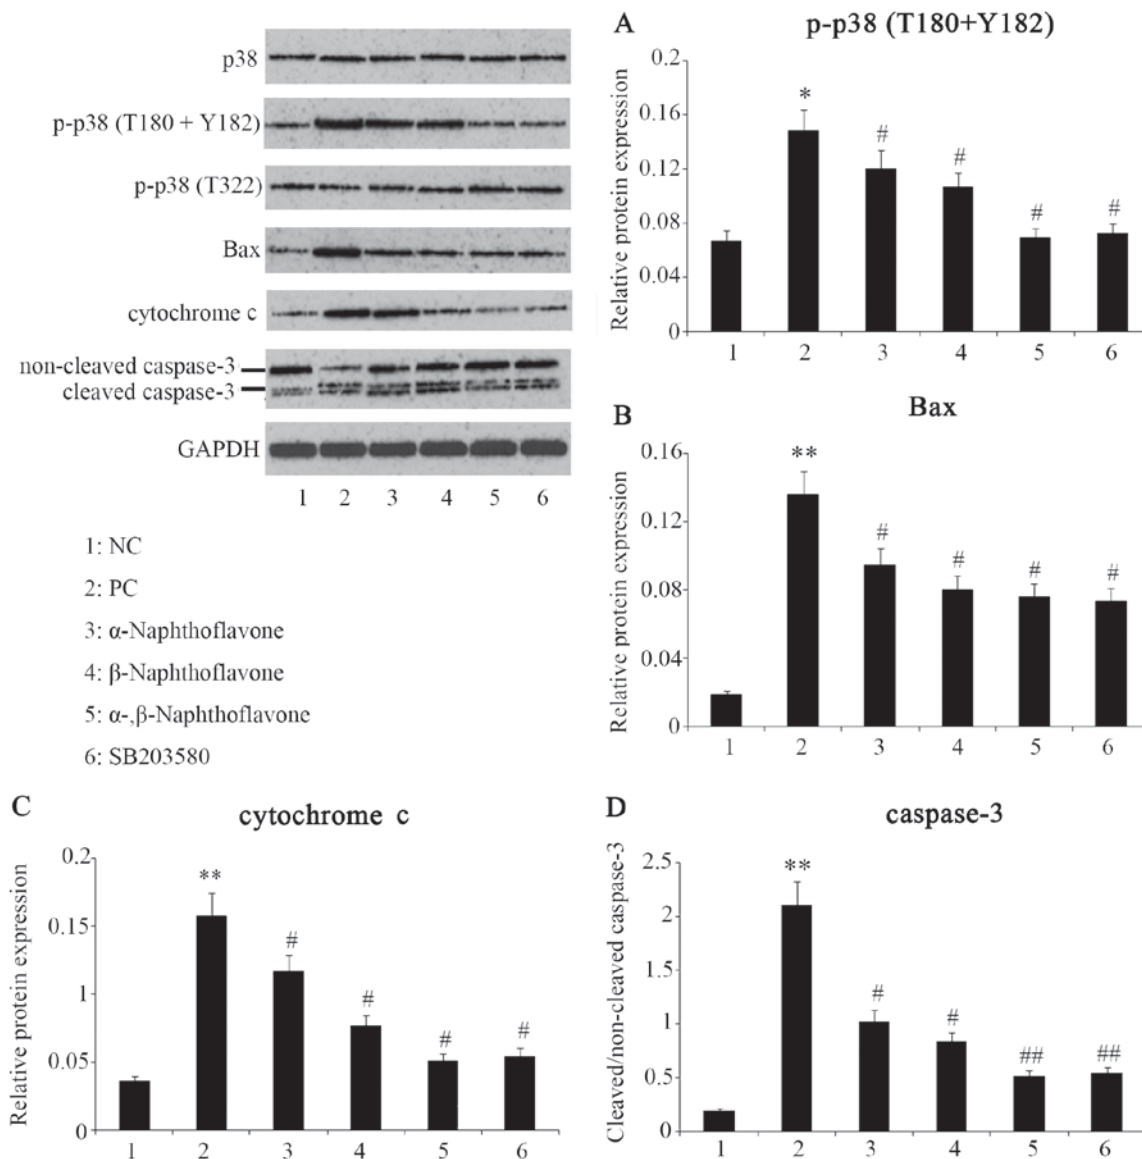 p38
p-p38 (T180 + Y182)
p-p38 (T322)
Bax
cytochrome c
non-cleaved caspase-3
cleaved caspase-3
GAPDH
1 2 3 4 5 6
1: NC
2: PC
3: α-Naphthoflavone
4: β-Naphthoflavone
5: α-,β-Naphthoflavone
6: SB203580
A
p-p38 (T180+Y182)
Relative protein expression
0.2
0.16
0.12
0.08
0.04
0
*
#
#
#
#
1 2 3 4 5 6
B
Bax
Relative protein expression
0.16
0.12
0.08
0.04
0
**
#
#
#
#
1 2 3 4 5 6
C
cytochrome c
Relative protein expression
0.2
0.15
1
0.05
0
**
#
#
#
#
1 2 3 4 5 6
D
caspase-3
Cleaved/non-cleaved caspase-3
2.5
2
1.5
1
0.5
0
**
#
#
##
##
1 2 3 4 5 6